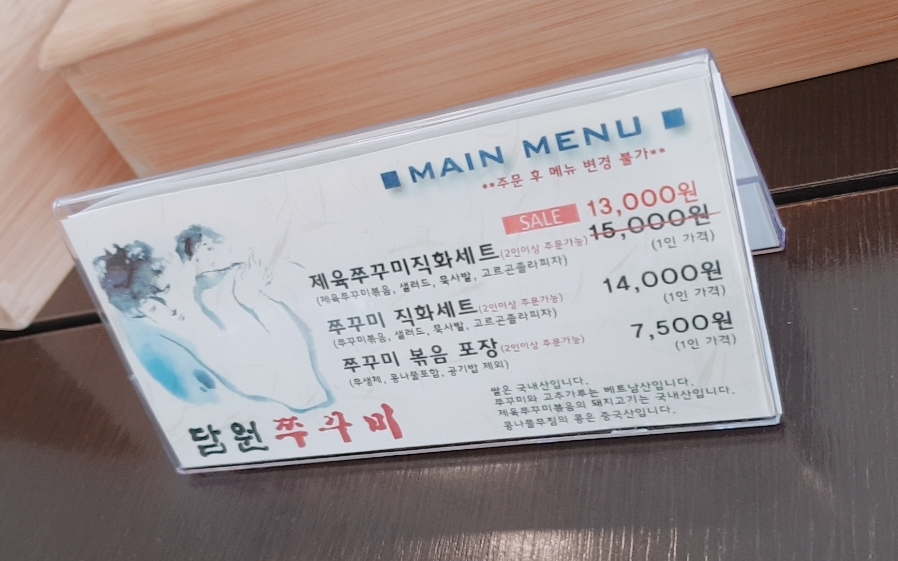 ■ MAIN MENU ■
**주문 후 메뉴 변경 불가**
SALE 13,000원
제육쭈꾸미직화세트(2인이상 주문가능) 15,000원
(제육쭈꾸미볶음, 샐러드, 묵사발, 고르곤졸라피자) (1인 가격)
쭈꾸미 직화세트(2인이상 주문가능) 14,000원
(쭈꾸미볶음, 샐러드, 묵사발, 고르곤졸라피자) (1인 가격)
쭈꾸미 볶음 포장(2인이상 주문가능) 7,500원
(무생채, 콩나물포함, 공기밥 제외) (1인 가격)
쌀은 국내산입니다.
쭈꾸미와 고추가루는 베트남산입니다.
제육쭈꾸미볶음의 돼지고기는 국내산입니다.
콩나물무침의 콩은 중국산입니다.
담원 쭈꾸미